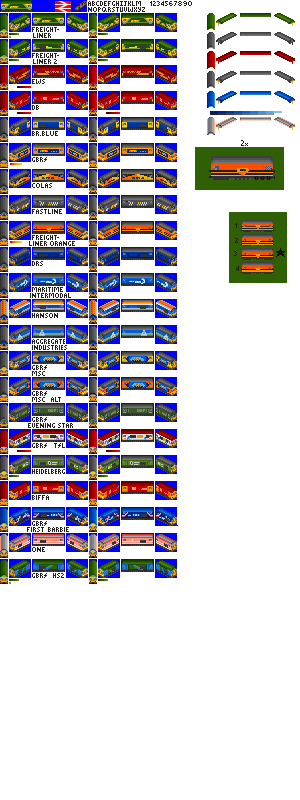 ABCDEFGHIJKLM 1234567890
NOPQRSTUVWXYZ
FREIGHT-
LINER
FREIGHT-
LINER 2
EWS
DB
BR.BLUE
GBRf
COLAS
FASTLINE
FREIGHT-
LINER ORANGE
DRS
MARITIME
INTERMODAL
HANSON
AGGREGATE
INDUSTRIES
GBRf
MSC
GBRf
MSC ALT
GBRf
EVENING STAR
GBRf TfL
HEIDELBERG
BIFFA
GBRf
FIRST BARBIE
ONE
GBRf HS2
2x
1
2
3
4